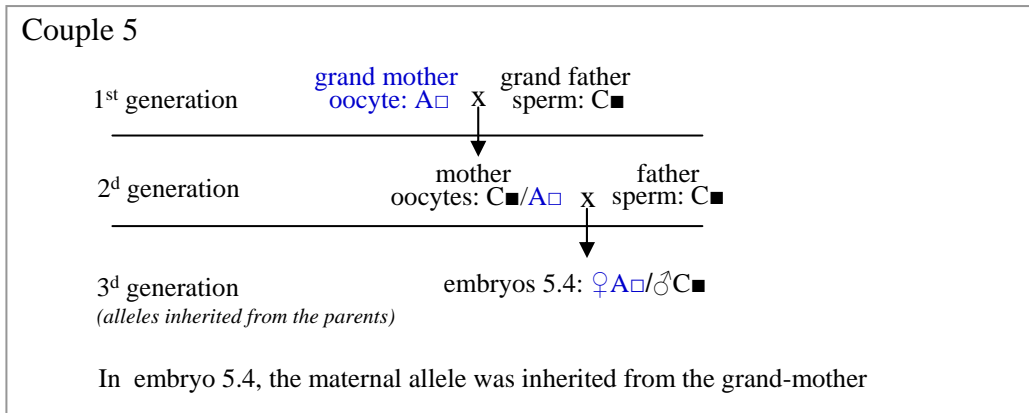 Couple 5
grand mother grand father
1st generation oocyte: A□ x sperm: C■
mother father
2d generation oocytes: C■/A□ x sperm: C■
3d generation embryos 5.4: ♀A□/♂C■
(alleles inherited from the parents)
In embryo 5.4, the maternal allele was inherited from the grand-mother